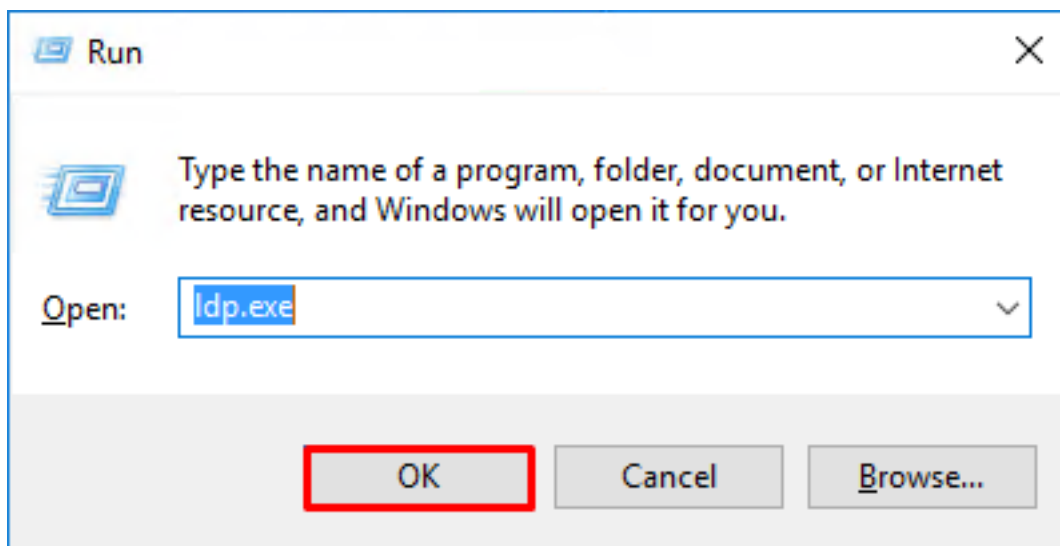 Run
Type the name of a program, folder, document, or Internet
resource, and Windows will open it for you.
Open: ldp.exe
OK Cancel Browse...